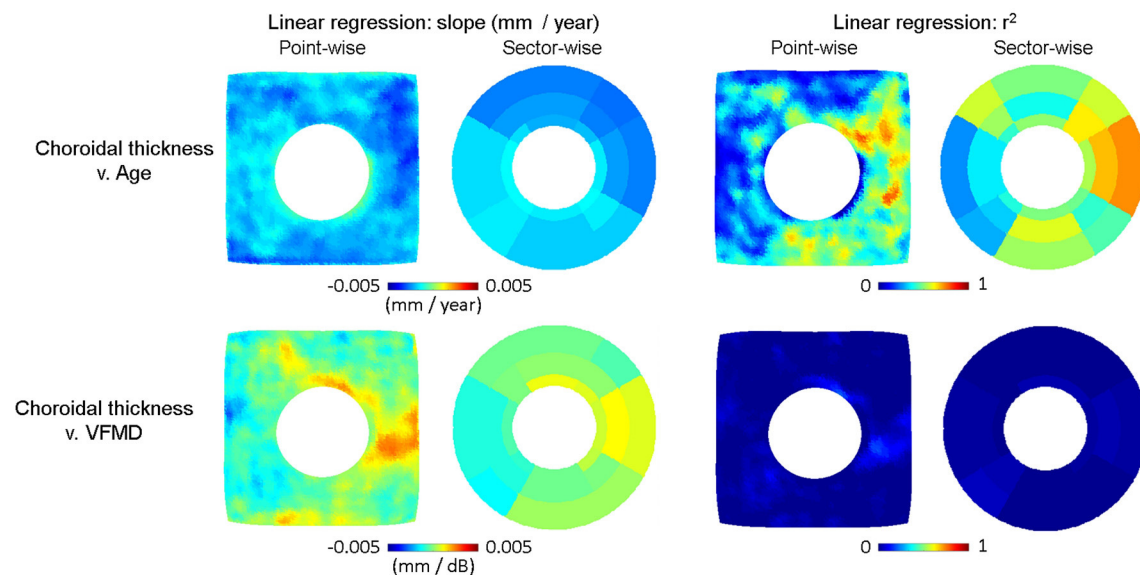 Linear regression: slope (mm / year)
Linear regression: r²
Point-wise
Sector-wise
Point-wise
Sector-wise
Choroidal thickness
v. Age
-0.005
0.005
(mm / year)
0
1
Choroidal thickness
v. VFMD
-0.005
0.005
(mm / dB)
0
1